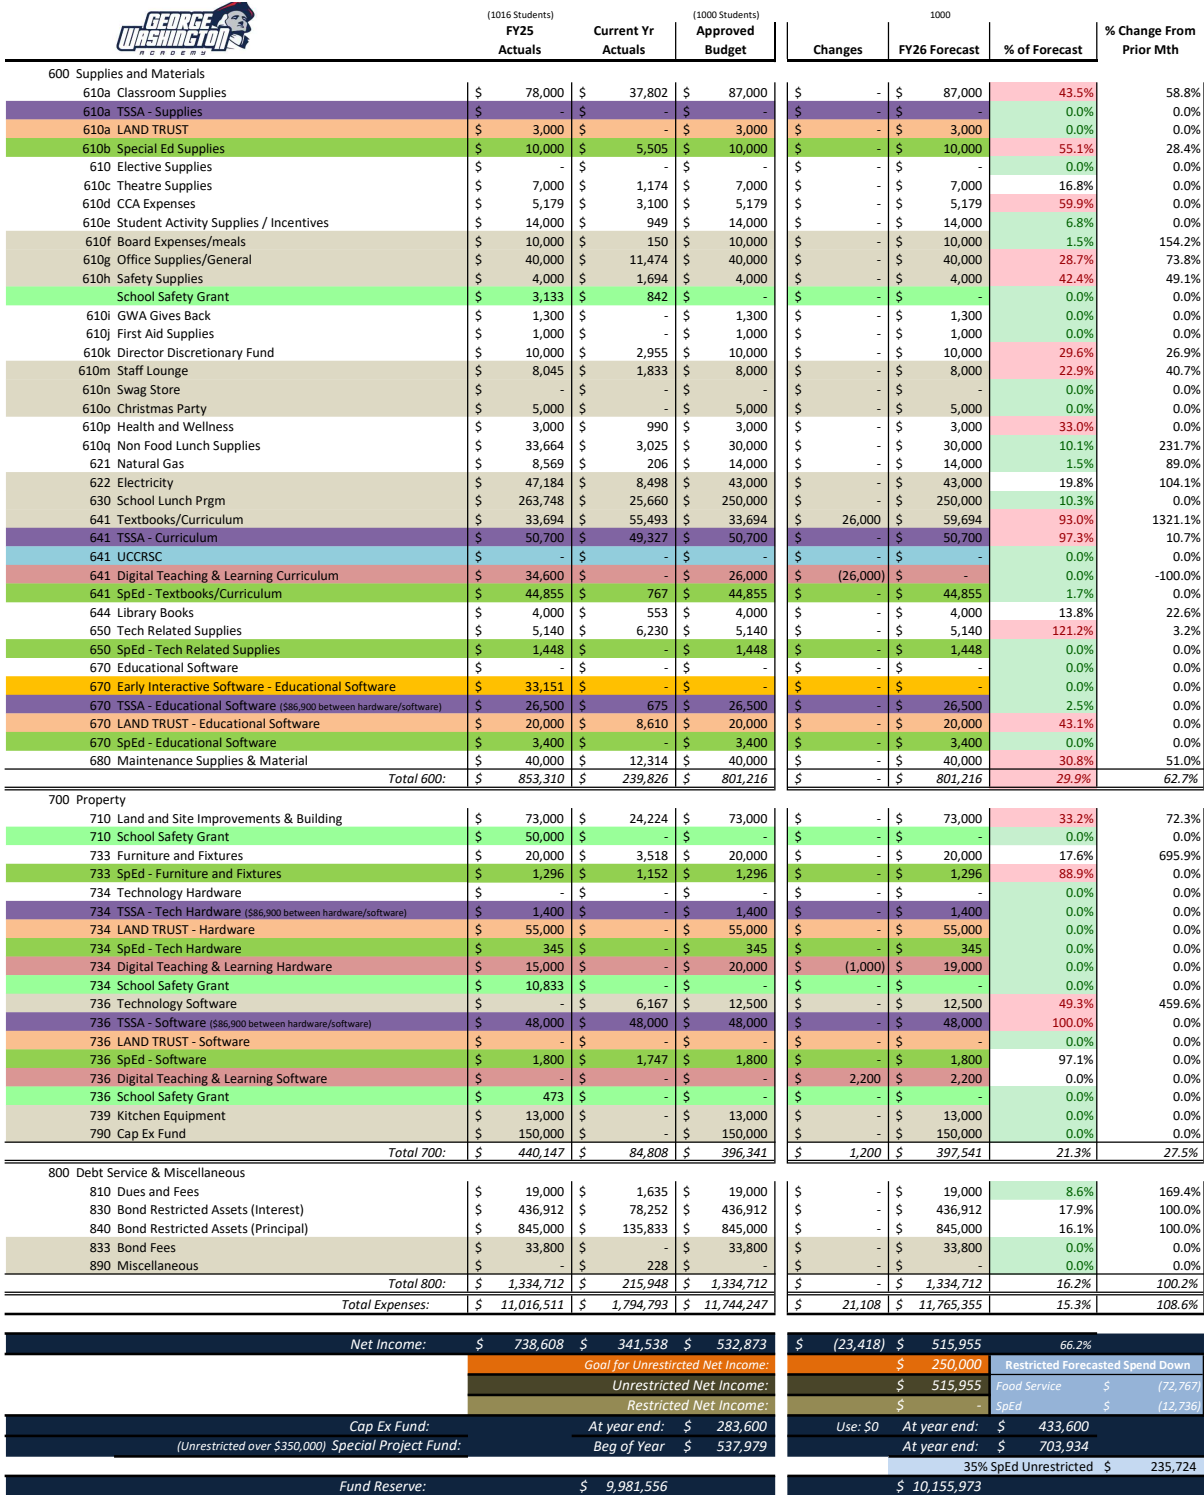 GEORGE
WASHINGTON
ACADEMY
(1016 Students) (1000 Students) 1000
FY25 Current Yr Approved % Change From
Actuals Actuals Budget Changes FY26 Forecast % of Forecast Prior Mth
600 Supplies and Materials
610a Classroom Supplies $ 78,000 $ 37,802 $ 87,000 $ - $ 87,000 43.5% 58.8%
610a TSSA - Supplies $ - $ - $ - $ - $ - 0.0% 0.0%
610a LAND TRUST $ 3,000 $ - $ 3,000 $ - $ 3,000 0.0% 0.0%
610b Special Ed Supplies $ 10,000 $ 5,505 $ 10,000 $ - $ 10,000 55.1% 28.4%
610 Elective Supplies $ - $ - $ - $ - $ - 0.0% 0.0%
610c Theatre Supplies $ 7,000 $ 1,174 $ 7,000 $ - $ 7,000 16.8% 0.0%
610d CCA Expenses $ 5,179 $ 3,100 $ 5,179 $ - $ 5,179 59.9% 0.0%
610e Student Activity Supplies / Incentives $ 14,000 $ 949 $ 14,000 $ - $ 14,000 6.8% 0.0%
610f Board Expenses/meals $ 10,000 $ 150 $ 10,000 $ - $ 10,000 1.5% 154.2%
610g Office Supplies/General $ 40,000 $ 11,474 $ 40,000 $ - $ 40,000 28.7% 73.8%
610h Safety Supplies $ 4,000 $ 1,694 $ 4,000 $ - $ 4,000 42.4% 49.1%
School Safety Grant $ 3,133 $ 842 $ - $ - $ - 0.0% 0.0%
610i GWA Gives Back $ 1,300 $ - $ 1,300 $ - $ 1,300 0.0% 0.0%
610j First Aid Supplies $ 1,000 $ - $ 1,000 $ - $ 1,000 0.0% 0.0%
610k Director Discretionary Fund $ 10,000 $ 2,955 $ 10,000 $ - $ 10,000 29.6% 26.9%
610m Staff Lounge $ 8,045 $ 1,833 $ 8,000 $ - $ 8,000 22.9% 40.7%
610n Swag Store $ - $ - $ - $ - $ - 0.0% 0.0%
610o Christmas Party $ 5,000 $ - $ 5,000 $ - $ 5,000 0.0% 0.0%
610p Health and Wellness $ 3,000 $ 990 $ 3,000 $ - $ 3,000 33.0% 0.0%
610q Non Food Lunch Supplies $ 33,664 $ 3,025 $ 30,000 $ - $ 30,000 10.1% 231.7%
621 Natural Gas $ 8,569 $ 206 $ 14,000 $ - $ 14,000 1.5% 89.0%
622 Electricity $ 47,184 $ 8,498 $ 43,000 $ - $ 43,000 19.8% 104.1%
630 School Lunch Prgm $ 263,748 $ 25,660 $ 250,000 $ - $ 250,000 10.3% 0.0%
641 Textbooks/Curriculum $ 33,694 $ 55,493 $ 33,694 $ 26,000 $ 59,694 93.0% 1321.1%
641 TSSA - Curriculum $ 50,700 $ 49,327 $ 50,700 $ - $ 50,700 97.3% 10.7%
641 UCCRSC $ - $ - $ - $ - $ - 0.0% 0.0%
641 Digital Teaching & Learning Curriculum $ 34,600 $ - $ 26,000 $ (26,000) $ - 0.0% -100.0%
641 SpEd - Textbooks/Curriculum $ 44,855 $ 767 $ 44,855 $ - $ 44,855 1.7% 0.0%
644 Library Books $ 4,000 $ 553 $ 4,000 $ - $ 4,000 13.8% 22.6%
650 Tech Related Supplies $ 5,140 $ 6,230 $ 5,140 $ - $ 5,140 121.2% 3.2%
650 SpEd - Tech Related Supplies $ 1,448 $ - $ 1,448 $ - $ 1,448 0.0% 0.0%
670 Educational Software $ - $ - $ - $ - $ - 0.0% 0.0%
670 Early Interactive Software - Educational Software $ 33,151 $ - $ - $ - $ - 0.0% 0.0%
670 TSSA - Educational Software ($86,900 between hardware/software) $ 26,500 $ 675 $ 26,500 $ - $ 26,500 2.5% 0.0%
670 LAND TRUST - Educational Software $ 20,000 $ 8,610 $ 20,000 $ - $ 20,000 43.1% 0.0%
670 SpEd - Educational Software $ 3,400 $ - $ 3,400 $ - $ 3,400 0.0% 0.0%
680 Maintenance Supplies & Material $ 40,000 $ 12,314 $ 40,000 $ - $ 40,000 30.8% 51.0%
Total 600: $ 853,310 $ 239,826 $ 801,216 $ - $ 801,216 29.9% 62.7%
700 Property
710 Land and Site Improvements & Building $ 73,000 $ 24,224 $ 73,000 $ - $ 73,000 33.2% 72.3%
710 School Safety Grant $ 50,000 $ - $ - $ - $ - 0.0% 0.0%
733 Furniture and Fixtures $ 20,000 $ 3,518 $ 20,000 $ - $ 20,000 17.6% 695.9%
733 SpEd - Furniture and Fixtures $ 1,296 $ 1,152 $ 1,296 $ - $ 1,296 88.9% 0.0%
734 Technology Hardware $ - $ - $ - $ - $ - 0.0% 0.0%
734 TSSA - Tech Hardware ($86,900 between hardware/software) $ 1,400 $ - $ 1,400 $ - $ 1,400 0.0% 0.0%
734 LAND TRUST - Hardware $ 55,000 $ - $ 55,000 $ - $ 55,000 0.0% 0.0%
734 SpEd - Tech Hardware $ 345 $ - $ 345 $ - $ 345 0.0% 0.0%
734 Digital Teaching & Learning Hardware $ 15,000 $ - $ 20,000 $ (1,000) $ 19,000 0.0% 0.0%
734 School Safety Grant $ 10,833 $ - $ - $ - $ - 0.0% 0.0%
736 Technology Software $ - $ 6,167 $ 12,500 $ - $ 12,500 49.3% 459.6%
736 TSSA - Software ($86,900 between hardware/software) $ 48,000 $ 48,000 $ 48,000 $ - $ 48,000 100.0% 0.0%
736 LAND TRUST - Software $ - $ - $ - $ - $ - 0.0% 0.0%
736 SpEd - Software $ 1,800 $ 1,747 $ 1,800 $ - $ 1,800 97.1% 0.0%
736 Digital Teaching & Learning Software $ - $ - $ - $ 2,200 $ 2,200 0.0% 0.0%
736 School Safety Grant $ 473 $ - $ - $ - $ - 0.0% 0.0%
739 Kitchen Equipment $ 13,000 $ - $ 13,000 $ - $ 13,000 0.0% 0.0%
790 Cap Ex Fund $ 150,000 $ - $ 150,000 $ - $ 150,000 0.0% 0.0%
Total 700: $ 440,147 $ 84,808 $ 396,341 $ 1,200 $ 397,541 21.3% 27.5%
800 Debt Service & Miscellaneous
810 Dues and Fees $ 19,000 $ 1,635 $ 19,000 $ - $ 19,000 8.6% 169.4%
830 Bond Restricted Assets (Interest) $ 436,912 $ 78,252 $ 436,912 $ - $ 436,912 17.9% 100.0%
840 Bond Restricted Assets (Principal) $ 845,000 $ 135,833 $ 845,000 $ - $ 845,000 16.1% 100.0%
833 Bond Fees $ 33,800 $ - $ 33,800 $ - $ 33,800 0.0% 0.0%
890 Miscellaneous $ - $ 228 $ - $ - $ - 0.0% 0.0%
Total 800: $ 1,334,712 $ 215,948 $ 1,334,712 $ - $ 1,334,712 16.2% 100.2%
Total Expenses: $ 11,016,511 $ 1,794,793 $ 11,744,247 $ 21,108 $ 11,765,355 15.3% 108.6%
Net Income: $ 738,608 $ 341,538 $ 532,873 $ (23,418) $ 515,955 66.2%
Goal for Unrestircted Net Income: $ 250,000 Restricted Forecasted Spend Down
Unrestricted Net Income: $ 515,955 Food Service $ (72,767)
Restricted Net Income: $ - SpEd $ (12,736)
Cap Ex Fund: At year end: $ 283,600 Use: $0 At year end: $ 433,600
(Unrestricted over $350,000) Special Project Fund: Beg of Year $ 537,979 At year end: $ 703,934
35% SpEd Unrestricted $ 235,724
Fund Reserve: $ 9,981,556 $ 10,155,973